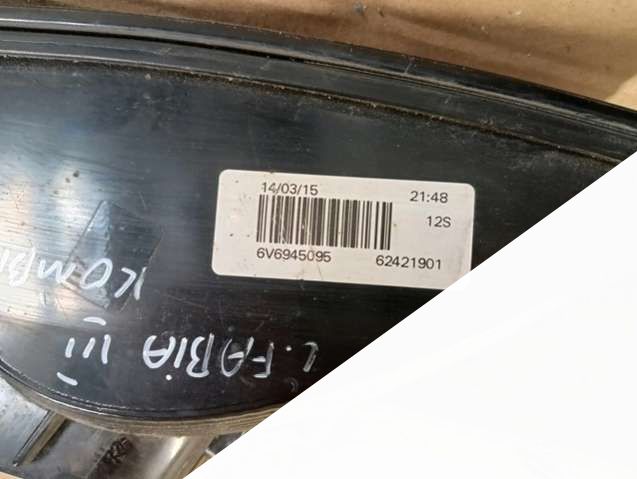 14/03/15 21:48
12S
6V6945095 62421901
KOMBI
L.FABIA III